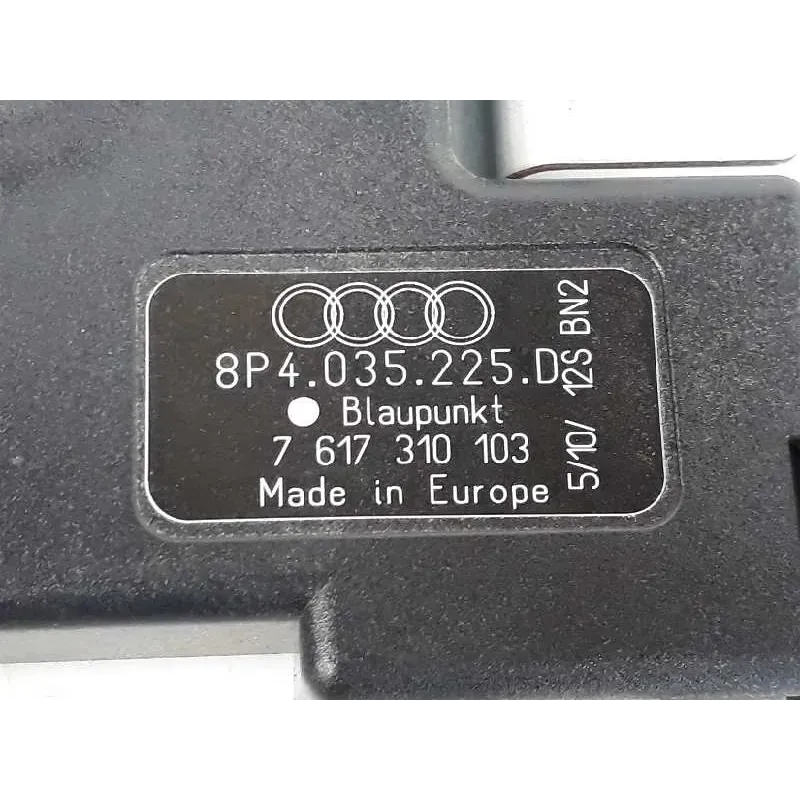 8P4.035.225.D
Blaupunkt
7 617 310 103
Made in Europe
5/10/ 12S BN2